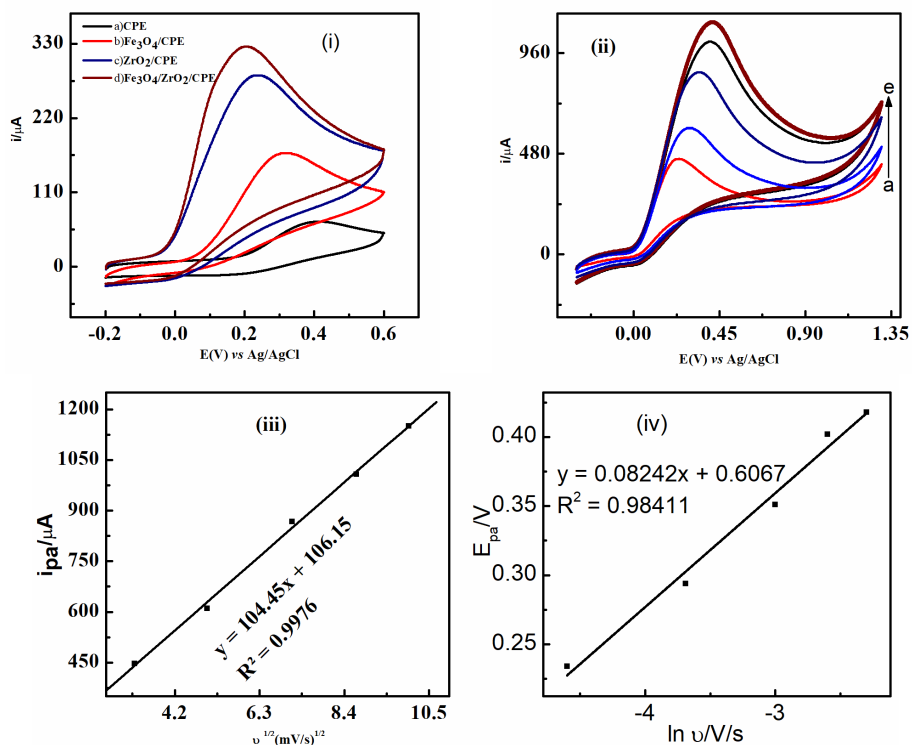 (i)
a)CPE
b)Fe3O4/CPE
c)ZrO2/CPE
d)Fe3O4/ZrO2/CPE
330
220
110
0
i/µA
-0.2 0.0 0.2 0.4 0.6
E(V) vs Ag/AgCl
(ii)
e
a
960
480
0
i/µA
0.00 0.45 0.90 1.35
E(V) vs Ag/AgCl
(iii)
1200
1050
900
750
600
450
ipa/µA
y = 104.45x + 106.15
R² = 0.9976
4.2 6.3 8.4 10.5
υ 1/2(mV/s)1/2
(iv)
y = 0.08242x + 0.6067
R² = 0.98411
0.40
0.35
0.30
0.25
Epa/V
-4 -3
ln υ/V/s